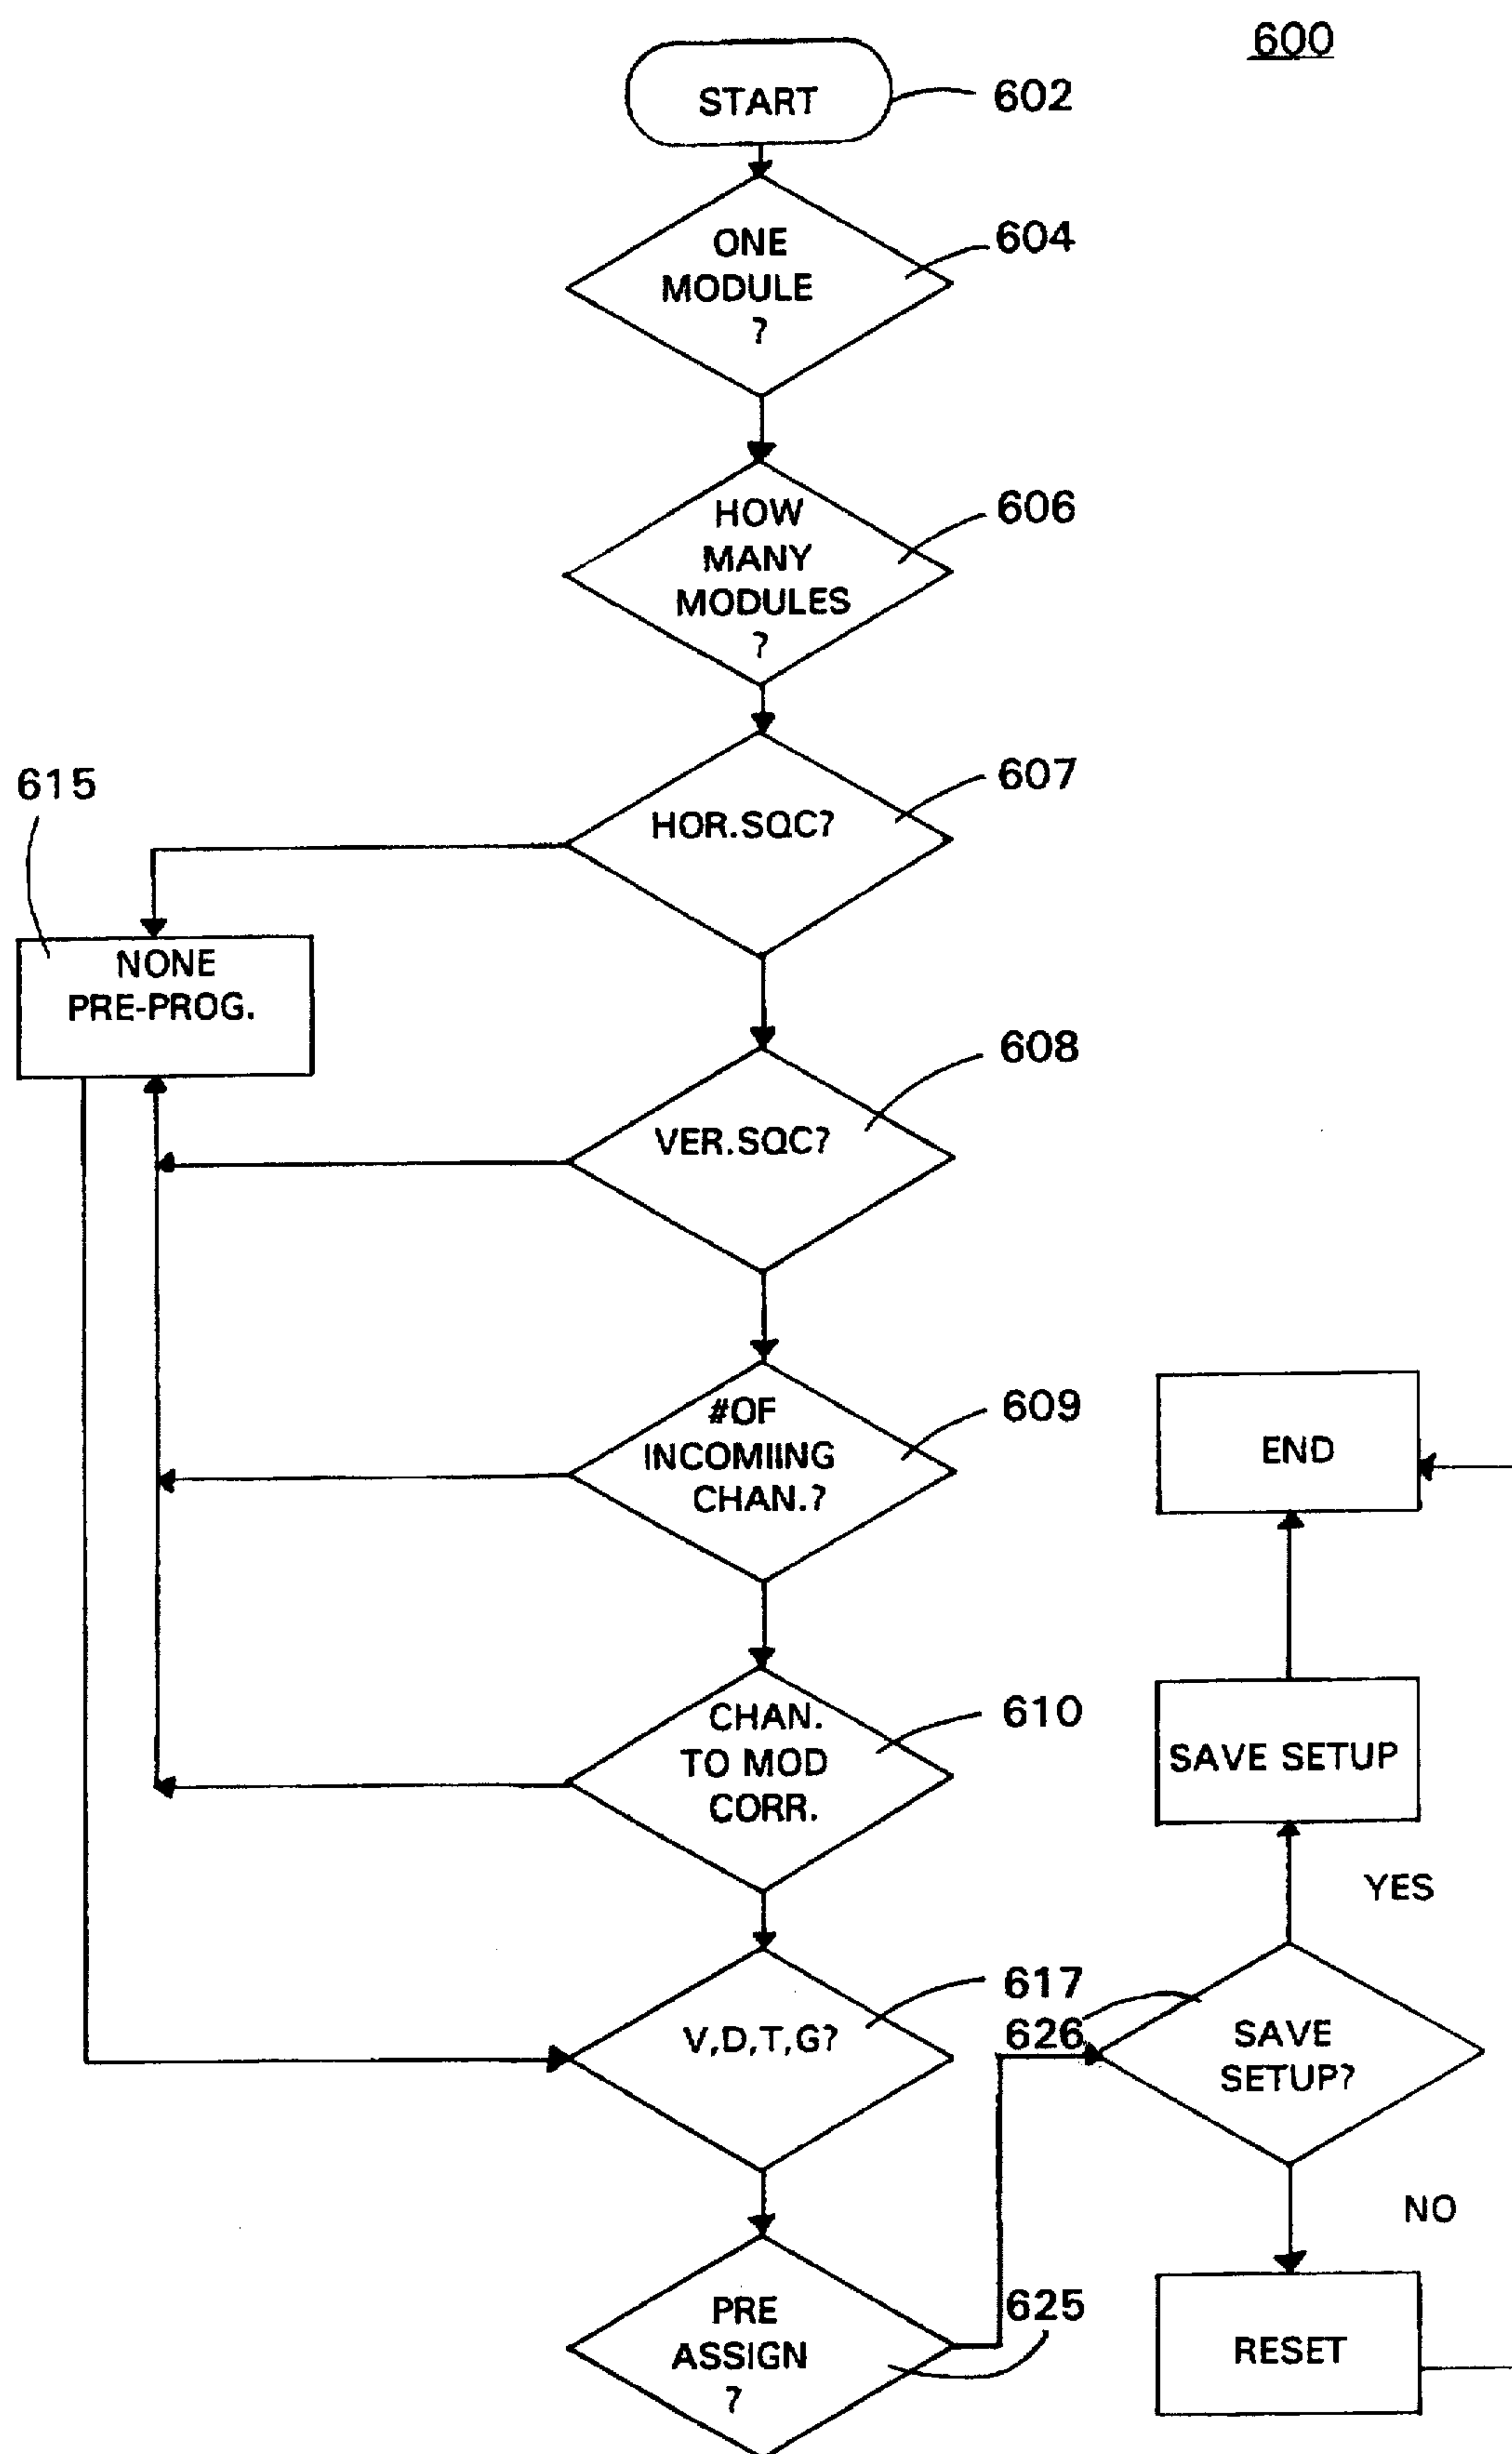 600
START
602
ONE
MODULE
?
604
HOW
MANY
MODULES
?
606
HOR.SQC?
607
615
NONE
PRE-PROG.
VER.SQC?
608
#OF
INCOMIING
CHAN.?
609
END
CHAN.
TO MOD
CORR.
610
SAVE SETUP
YES
V,D,T,G?
617
626
SAVE
SETUP?
NO
PRE
ASSIGN
?
625
RESET